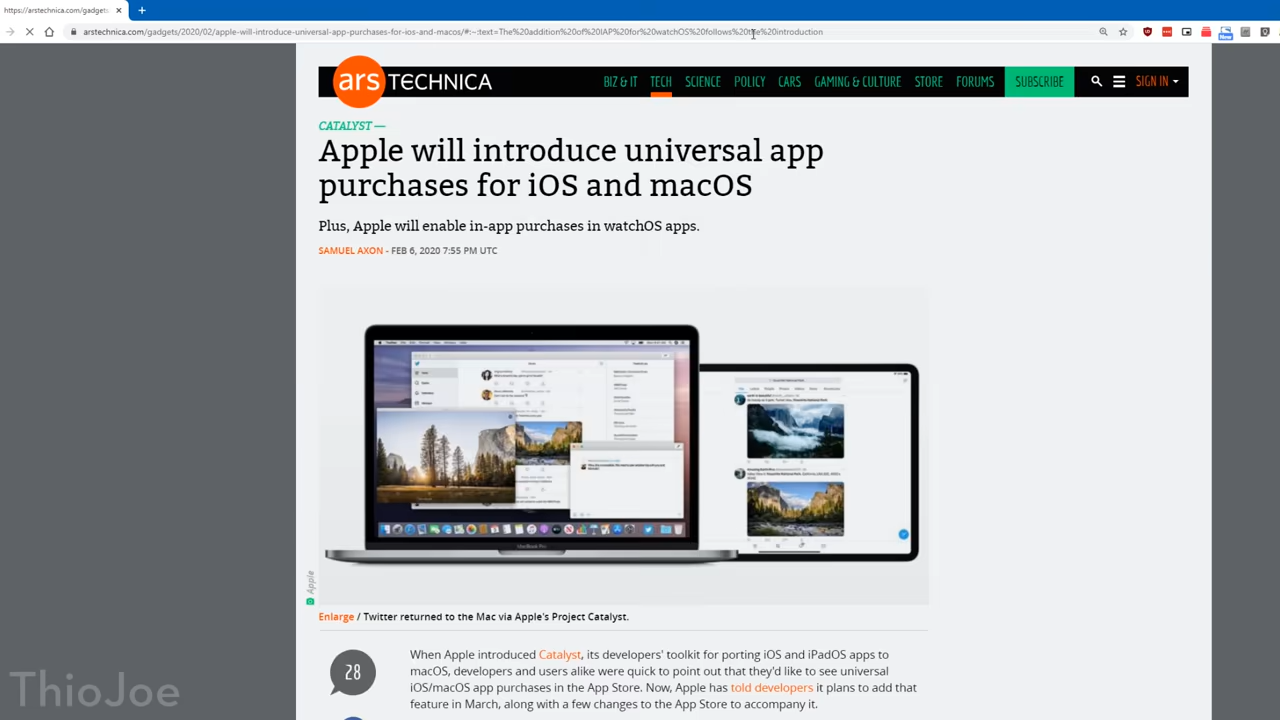 https://arstechnica.com/gadgets
arstechnica.com/gadgets/2020/02/apple-will-introduce-universal-app-purchases-for-ios-and-macos/#:~:text=The%20addition%20of%20IAP%20for%20watchOS%20follows%20the%20introduction
ars TECHNICA
BIZ & IT TECH SCIENCE POLICY CARS GAMING & CULTURE STORE FORUMS SUBSCRIBE SIGN IN
CATALYST —
Apple will introduce universal app
purchases for iOS and macOS
Plus, Apple will enable in-app purchases in watchOS apps.
SAMUEL AXON - FEB 6, 2020 7:55 PM UTC
Apple
Enlarge / Twitter returned to the Mac via Apple's Project Catalyst.
28
When Apple introduced Catalyst, its developers' toolkit for porting iOS and iPadOS apps to
macOS, developers and users alike were quick to point out that they'd like to see universal
iOS/macOS app purchases in the App Store. Now, Apple has told developers it plans to add that
feature in March, along with a few changes to the App Store to accompany it.
ThioJoe